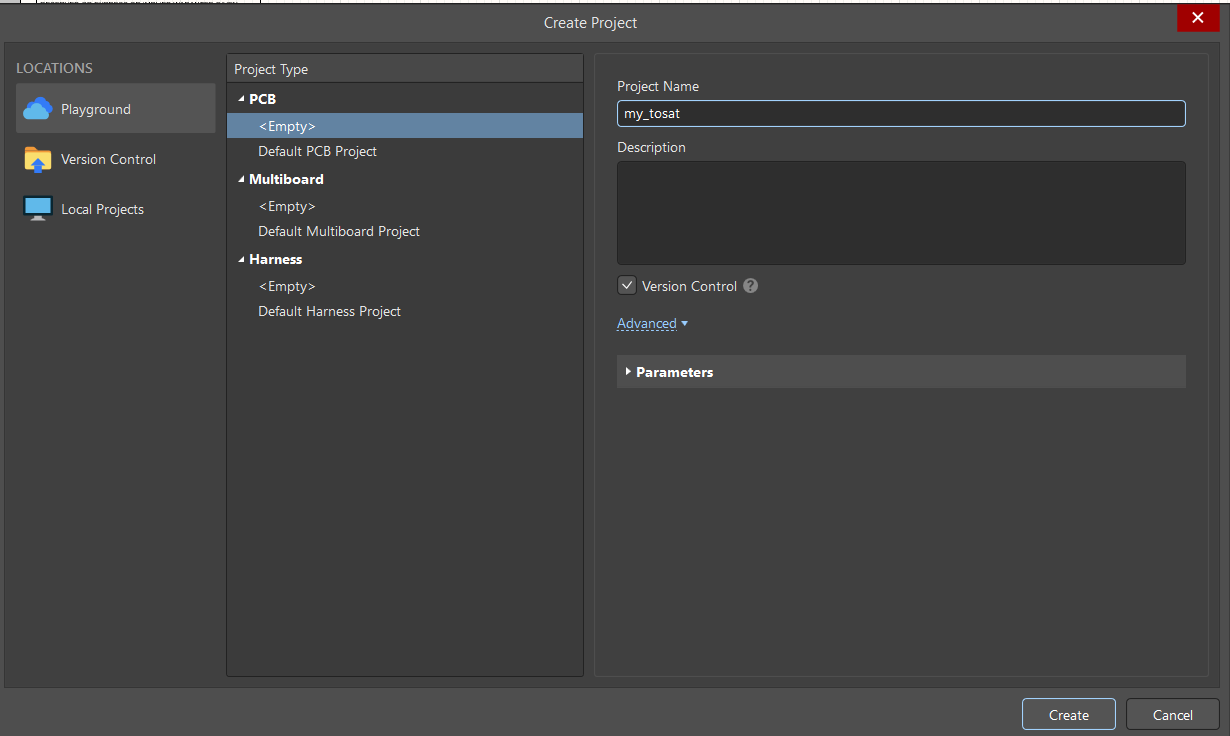 Create Project
LOCATIONS
Playground
Version Control
Local Projects
Project Type
PCB
<Empty>
Default PCB Project
Multiboard
<Empty>
Default Multiboard Project
Harness
<Empty>
Default Harness Project
Project Name
my_tosat
Description
Version Control
Advanced
Parameters
Create
Cancel